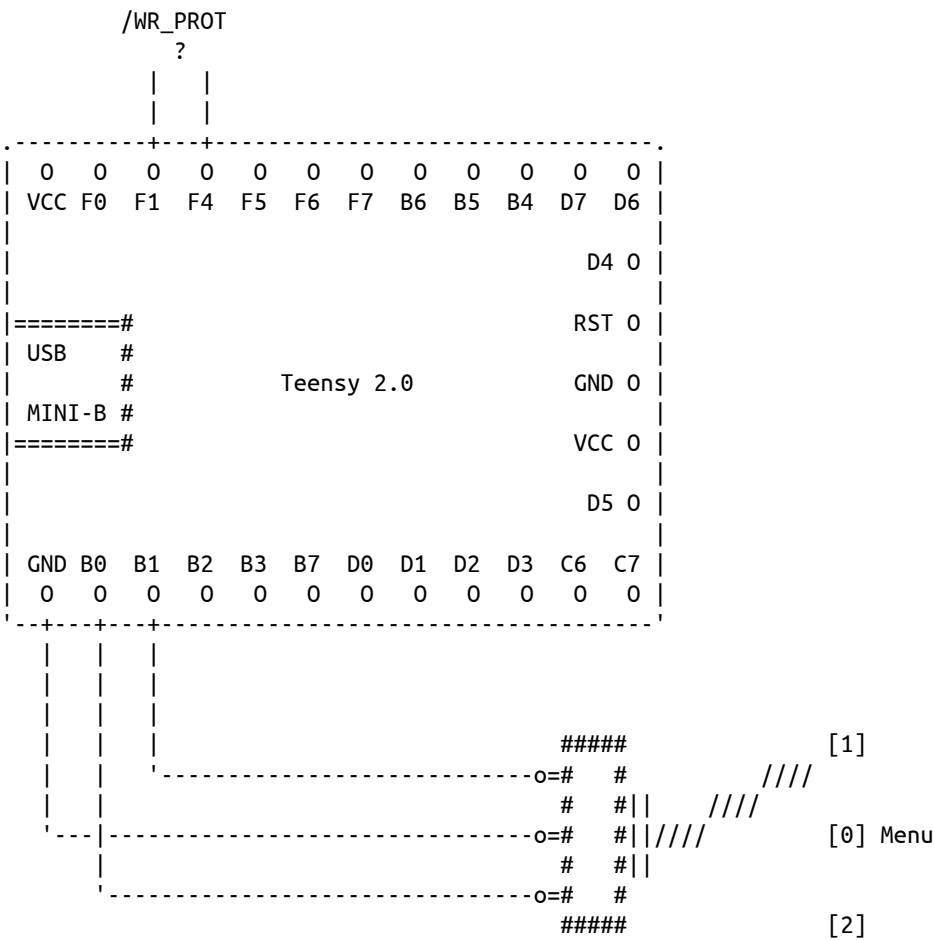 /WR_PROT
?
| |
| |
.---------+---+---------------------------------.
| O O O O O O O O O O O O |
| VCC F0 F1 F4 F5 F6 F7 B6 B5 B4 D7 D6 |
| |
| D4 O |
| |
|========# RST O |
| USB # |
| # Teensy 2.0 GND O |
| MINI-B # |
|========# VCC O |
| |
| D5 O |
| |
| GND B0 B1 B2 B3 B7 D0 D1 D2 D3 C6 C7 |
| O O O O O O O O O O O O |
'--+---+---+-------------------------------------'
| | |
| | |
| | |
| | | ##### [1]
| | '----------------------------o=# # ////
| | # #|| ////
'---|--------------------------------o=# #||//// [0] Menu
| # #||
'--------------------------------o=# #
##### [2]